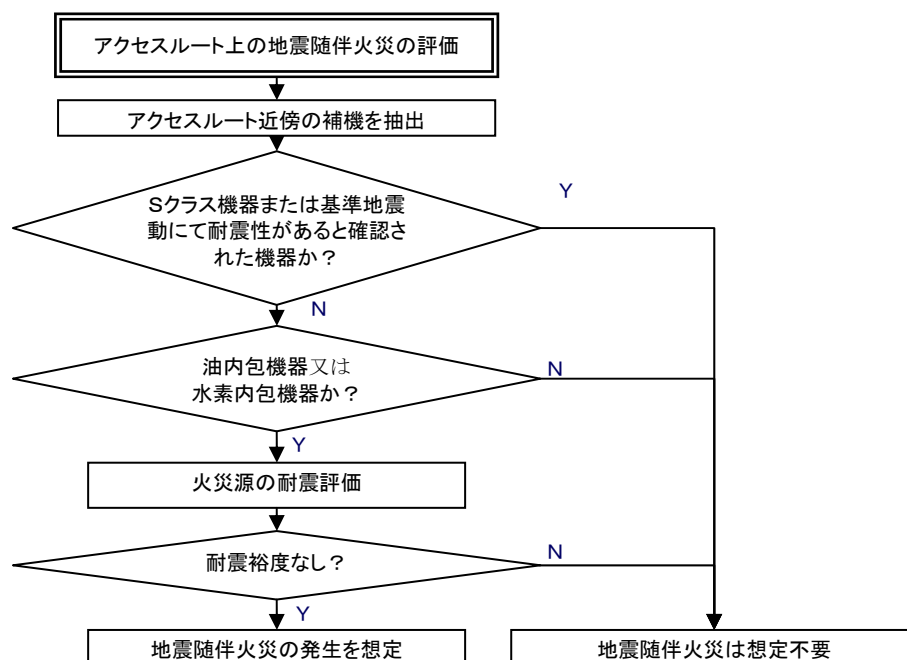 アクセスルート上の地震随伴火災の評価
アクセスルート近傍の補機を抽出
Sクラス機器または基準地震
動にて耐震性があると確認さ
れた機器か？
Y
N
油内包機器又は
水素内包機器か？
N
Y
火災源の耐震評価
耐震裕度なし？
N
Y
地震随伴火災の発生を想定
地震随伴火災は想定不要